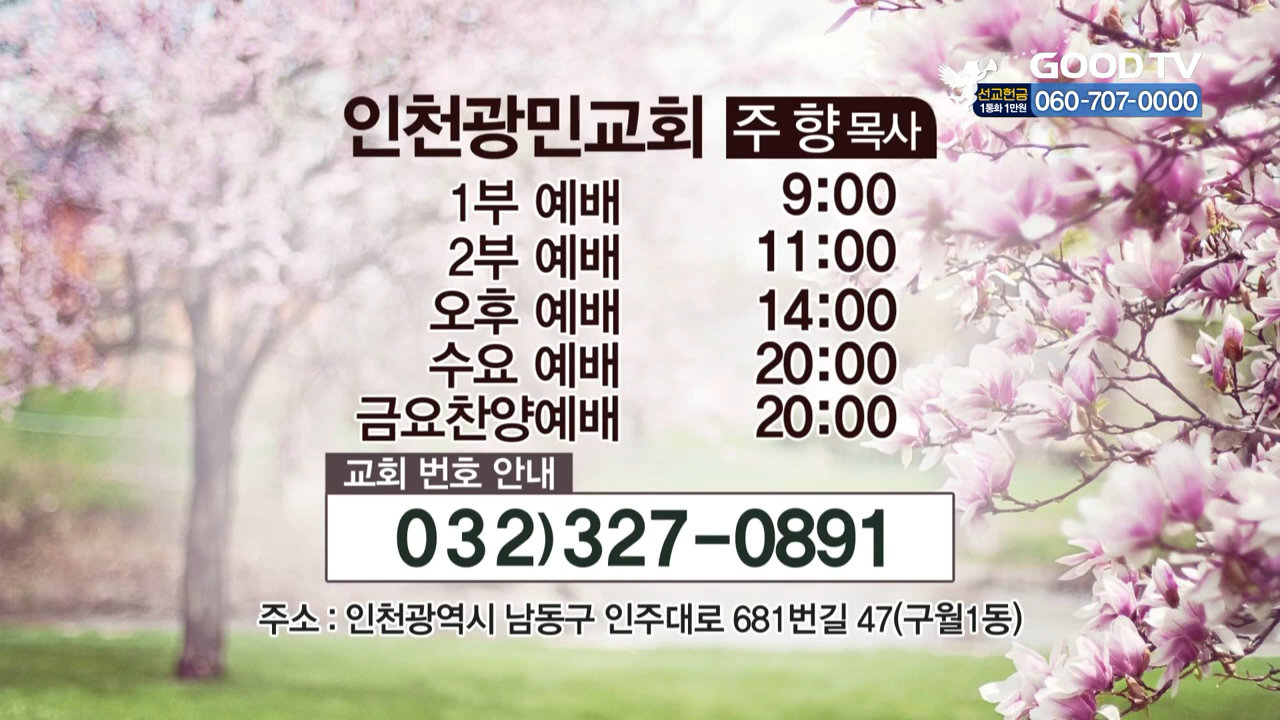 GOODTV
선교헌금
1통화 1만원
060-707-0000
인천광민교회 주 향 목사
1부 예배 9:00
2부 예배 11:00
오후 예배 14:00
수요 예배 20:00
금요찬양예배 20:00
교회 번호 안내
032)327-0891
주소 : 인천광역시 남동구 인주대로 681번길 47(구월1동)